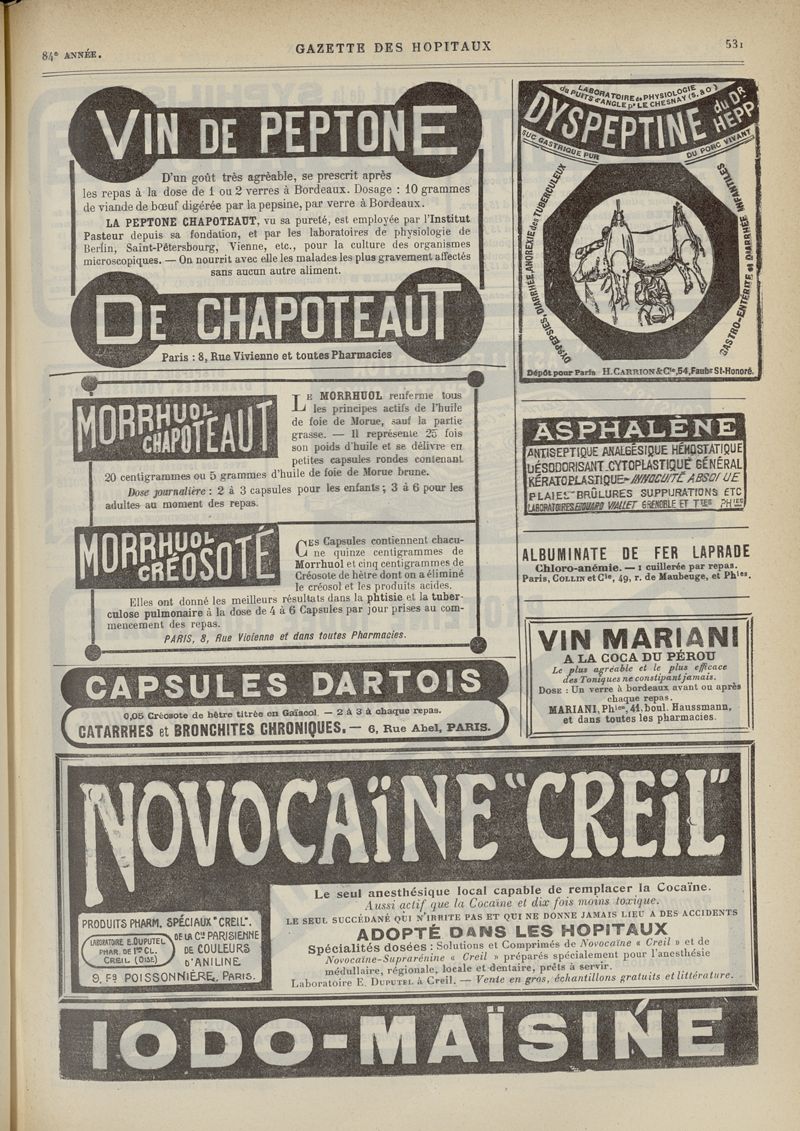 84e ANNÉE.
GAZETTE DES HOPITAUX
531
VIN DE PEPTONE
D'un goût très agréable, se prescrit après
les repas à la dose de 1 ou 2 verres à Bordeaux. Dosage : 10 grammes
de viande de bœuf digérée par la pepsine, par verre à Bordeaux.
LA PEPTONE CHAPOTEAUT, vu sa pureté, est employée par l'Institut
Pasteur depuis sa fondation, et par les laboratoires de physiologie de
Berlin, Saint-Pétersbourg, Vienne, etc., pour la culture des organismes
microscopiques. — On nourrit avec elle les malades les plus gravement affectés
sans aucun autre aliment.
DE CHAPOTEAUT
Paris : 8, Rue Vivienne et toutes Pharmacies
MORRHUOL
CHAPOTEAUT
LE MORRHUOL renferme tous
les principes actifs de l'huile
de foie de Morue, sauf la partie
grasse. — Il représente 25 fois
son poids d'huile et se délivre en
petites capsules rondes contenant
20 centigrammes ou 5 grammes d'huile de foie de Morue brune.
Dose journalière : 2 à 3 capsules pour les enfants ; 3 à 6 pour les
adultes au moment des repas.
MORRHUOL
CRÉOSOTÉ
CES Capsules contiennent chacu-
ne quinze centigrammes de
Morrhuol et cinq centigrammes de
Créosote de hêtre dont on a éliminé
le créosol et les produits acides.
Elles ont donné les meilleurs résultats dans la phtisie et la tuber-
culose pulmonaire à la dose de 4 à 6 Capsules par jour prises au com-
mencement des repas.
PARIS, 8, Rue Vivienne et dans toutes Pharmacies.
CAPSULES DARTOIS
0,05 Créosote de hêtre titrée en Gaïacol. — 2 à 3 à chaque repas.
CATARRHES et BRONCHITES CHRONIQUES. — 6, Rue Abel, PARIS.
LABORATOIRE de PHYSIOLOGIE
du PUITS d'ANGLE pr LE CHESNAY (S. & O)
DYSPEPTINE du DR HEPP
SUC GASTRIQUE PUR DU PORC VIVANT
DYSPEPSIES, DIARRHÉE, ANOREXIE des TUBERCULEUX
GASTRO-ENTÉRITE et DIARRHÉE INFANTILES
Dépôt pour Paris H. CARRION & Cie, 54, Faubg St-Honoré.
ASPHALÈNE
ANTISEPTIQUE ANALGÉSIQUE HÉMOSTATIQUE
DÉSODORISANT CYTOPLASTIQUE GÉNÉRAL
KÉRATOPLASTIQUE - INNOCUITÉ ABSOLUE
PLAIES - BRÛLURES SUPPURATIONS ETC
LABORATOIRES EDOUARD VIALLET GRENOBLE ET TTES PHIES
ALBUMINATE DE FER LAPRADE
Chloro-anémie. — 1 cuillerée par repas.
Paris, COLLIN et Cie, 49, r. de Maubeuge, et Phies.
VIN MARIANI
A LA COCA DU PÉROU
Le plus agréable et le plus efficace
des Toniques ne constipant jamais.
DOSE : Un verre à bordeaux avant ou après
chaque repas.
MARIANI, Phien, 41, boul. Haussmann,
et dans toutes les pharmacies.
NOVOCAÏNE "CREIL"
PRODUITS PHARM. SPÉCIAUX "CREIL".
LABORATOIRE E. DUPUTEL
PHAR. DE 1RE CL.
CREIL (OISE)
DE LA CIE PARISIENNE
DE COULEURS
D'ANILINE
9, Fg POISSONNIÈRE, PARIS.
Le seul anesthésique local capable de remplacer la Cocaïne.
Aussi actif que la Cocaïne et dix fois moins toxique.
LE SEUL SUCCÉDANÉ QUI N'IRRITE PAS ET QUI NE DONNE JAMAIS LIEU A DES ACCIDENTS
ADOPTÉ DANS LES HOPITAUX
Spécialités dosées : Solutions et Comprimés de Novocaïne « Creil » et de
Novocaïne-Suprarénine « Creil » préparés spécialement pour l'anesthésie
médullaire, régionale, locale et dentaire, prêts à servir.
Laboratoire E. DUPUTEL à Creil. — Vente en gros, échantillons gratuits et littérature.
IODO-MAÏSINE